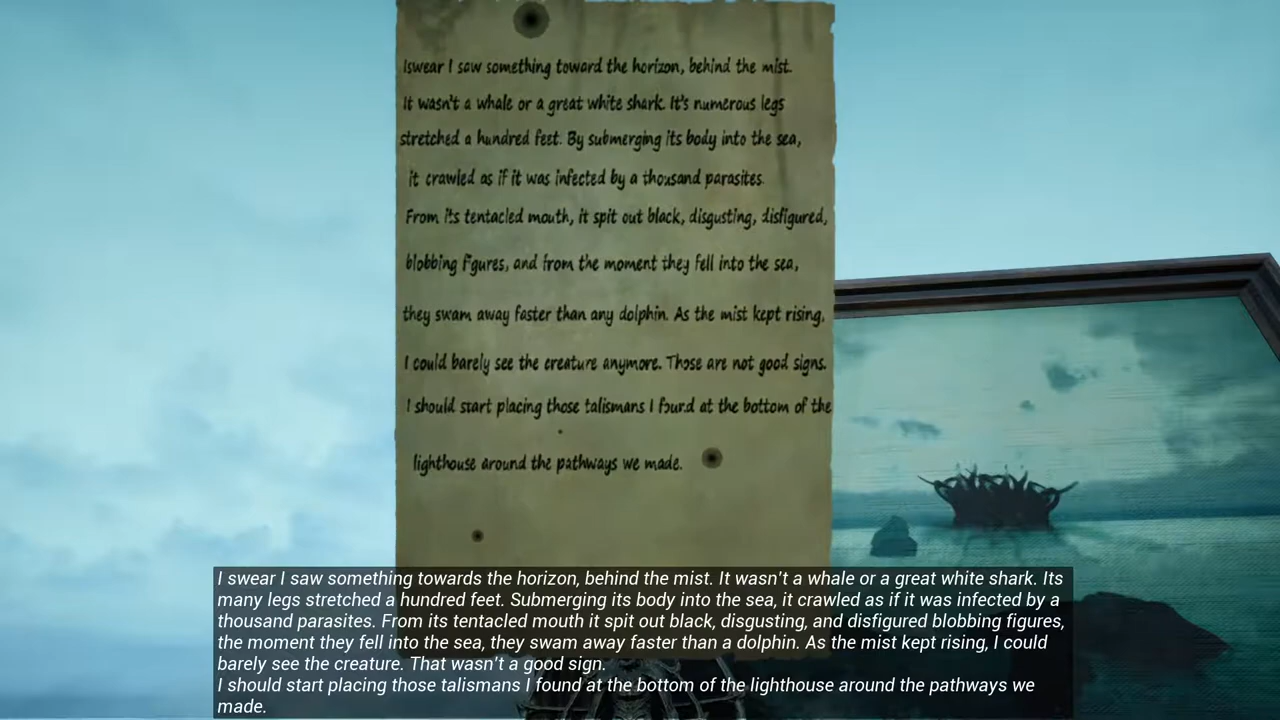 Iswear I saw something toward the horizon, behind the mist.
It wasn't a whale or a great white shark. It's numerous legs
stretched a hundred feet. By submerging its body into the sea,
it crawled as if it was infected by a thousand parasites.
From its tentacled mouth, it spit out black, disgusting, disfigured,
blobbing figures, and from the moment they fell into the sea,
they swam away faster than any dolphin. As the mist kept rising,
I could barely see the creature anymore. Those are not good signs.
I should start placing those talismans I found at the bottom of the
lighthouse around the pathways we made.
I swear I saw something towards the horizon, behind the mist. It wasn't a whale or a great white shark. Its
many legs stretched a hundred feet. Submerging its body into the sea, it crawled as if it was infected by a
thousand parasites. From its tentacled mouth it spit out black, disgusting, and disfigured blobbing figures,
the moment they fell into the sea, they swam away faster than a dolphin. As the mist kept rising, I could
barely see the creature. That wasn't a good sign.
I should start placing those talismans I found at the bottom of the lighthouse around the pathways we
made.